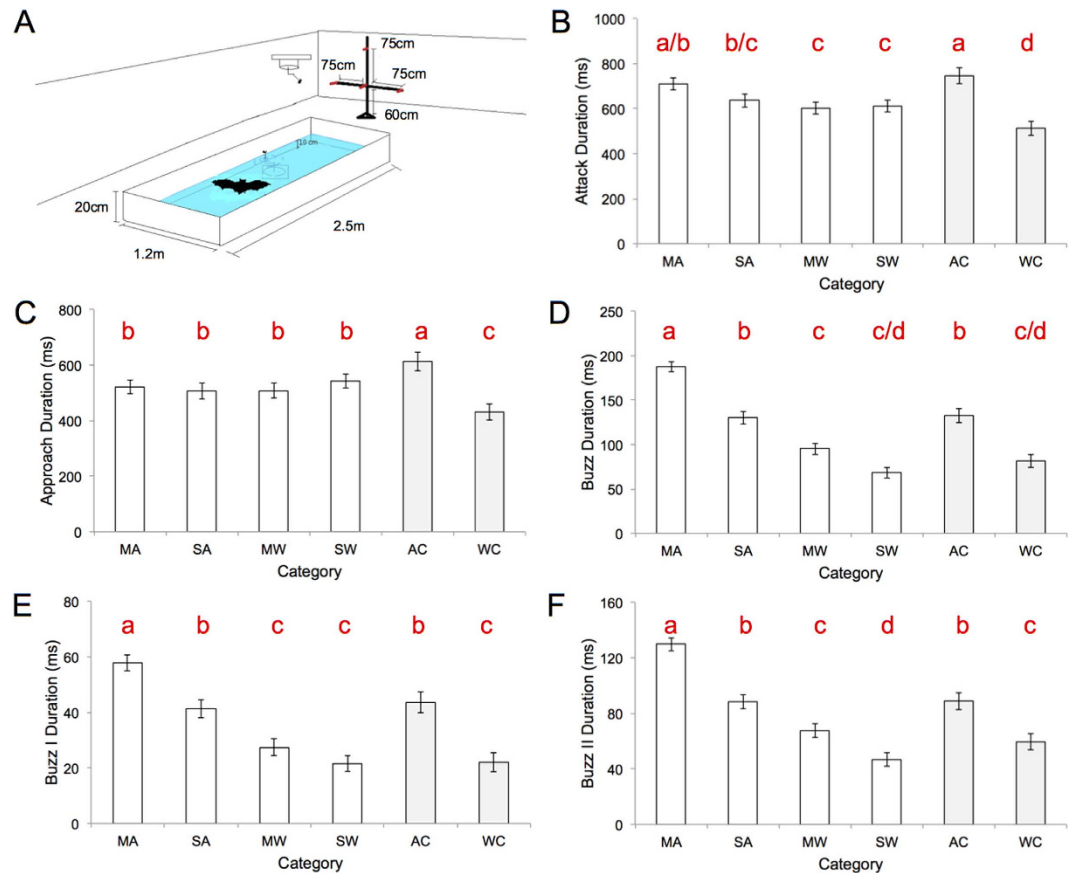 A
75cm
75cm
75cm
60cm
10 cm
20cm
1.2m
2.5m
B
1000
800
600
400
200
0
Attack Duration (ms)
a/b b/c c c a d
MA SA MW SW AC WC
Category
C
800
600
400
200
0
Approach Duration (ms)
b b b b a c
MA SA MW SW AC WC
Category
D
250
200
150
100
50
0
Buzz Duration (ms)
a b c c/d b c/d
MA SA MW SW AC WC
Category
E
80
60
40
20
0
Buzz I Duration (ms)
a b c c b c
MA SA MW SW AC WC
Category
F
160
120
80
40
0
Buzz II Duration (ms)
a b c d b c
MA SA MW SW AC WC
Category